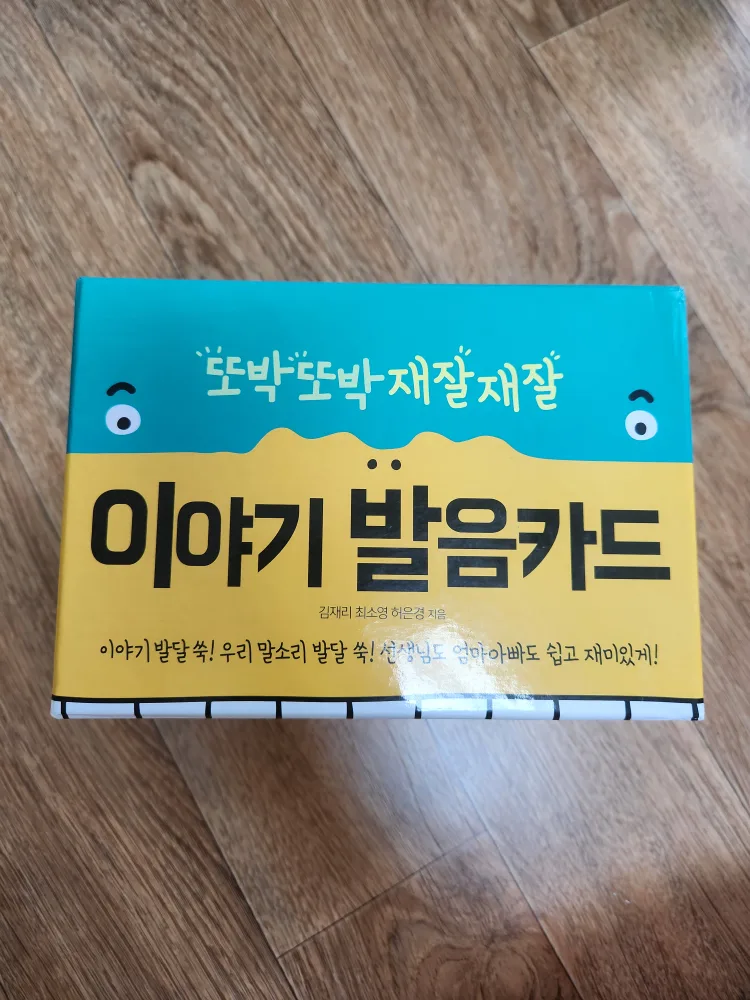 또박또박 재잘재잘
이야기 발음카드
김재리 최소영 허은경 지음
이야기 발달 쑥! 우리 말소리 발달 쑥! 선생님도 엄마아빠도 쉽고 재미있게!